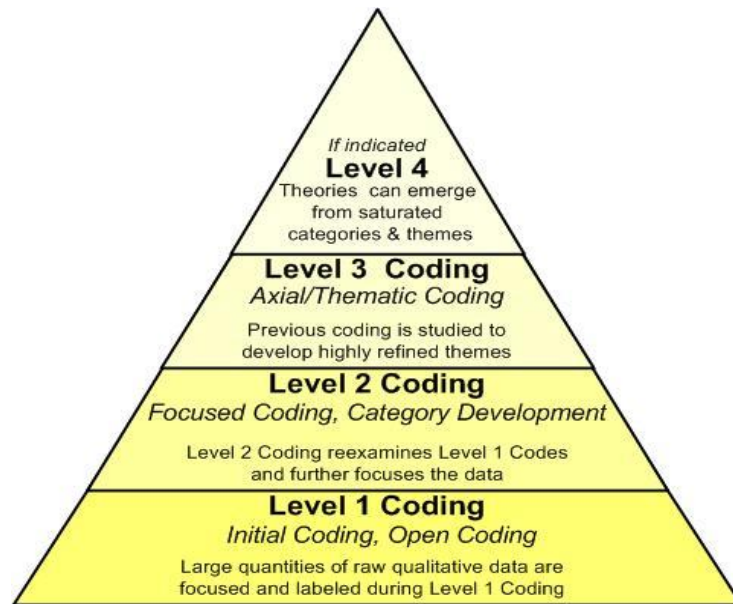 If indicated
Level 4
Theories can emerge
from saturated
categories & themes
Level 3 Coding
Axial/Thematic Coding
Previous coding is studied to
develop highly refined themes
Level 2 Coding
Focused Coding, Category Development
Level 2 Coding reexamines Level 1 Codes
and further focuses the data
Level 1 Coding
Initial Coding, Open Coding
Large quantities of raw qualitative data are
focused and labeled during Level 1 Coding